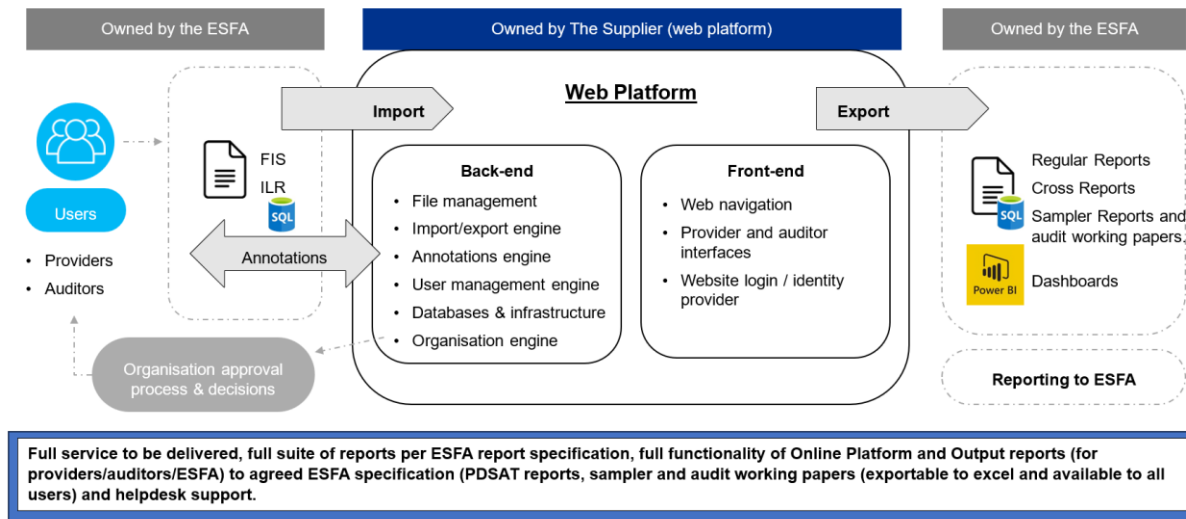 Owned by the ESFA
Owned by The Supplier (web platform)
Owned by the ESFA
Web Platform
Import
Export
Users
• Providers
• Auditors
FIS
ILR
SQL
Annotations
Organisation approval
process & decisions
Back-end
• File management
• Import/export engine
• Annotations engine
• User management engine
• Databases & infrastructure
• Organisation engine
Front-end
• Web navigation
• Provider and auditor
interfaces
• Website login / identity
provider
Regular Reports
Cross Reports
Sampler Reports and
audit working papers.
SQL
Power BI
Dashboards
Reporting to ESFA
Full service to be delivered, full suite of reports per ESFA report specification, full functionality of Online Platform and Output reports (for
providers/auditors/ESFA) to agreed ESFA specification (PDSAT reports, sampler and audit working papers (exportable to excel and available to all
users) and helpdesk support.